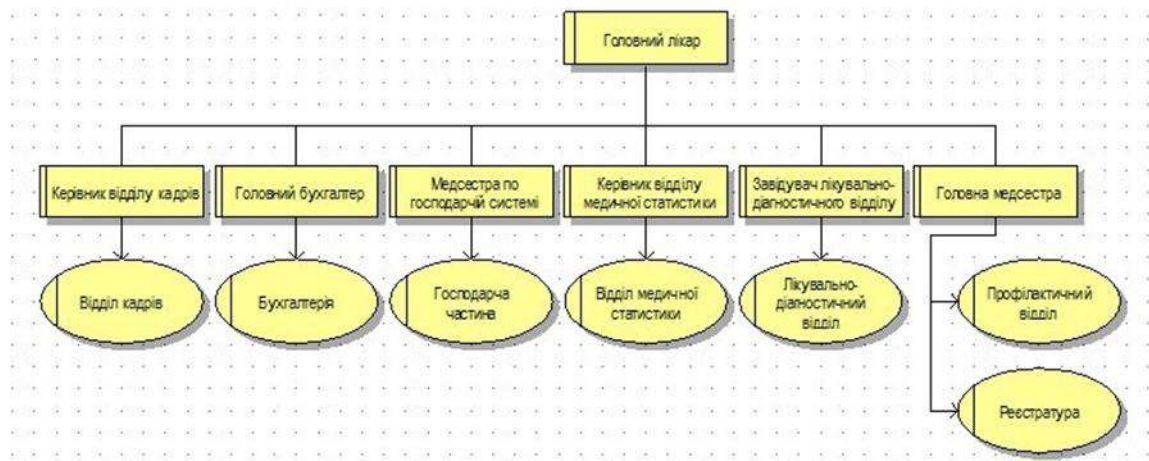 Головний лікар
Керівник відділу кадрів
Головний бухгалтер
Медсестра по
господарчій системі
Керівник відділу
медичної статистики
Завідувач лікувально-
діагностичного відділу
Головна медсестра
Відділ кадрів
Бухгалтерія
Господарча
частина
Відділ медичної
статистики
Лікувально-
діагностичний
відділ
Профілактичний
відділ
Реєстратура